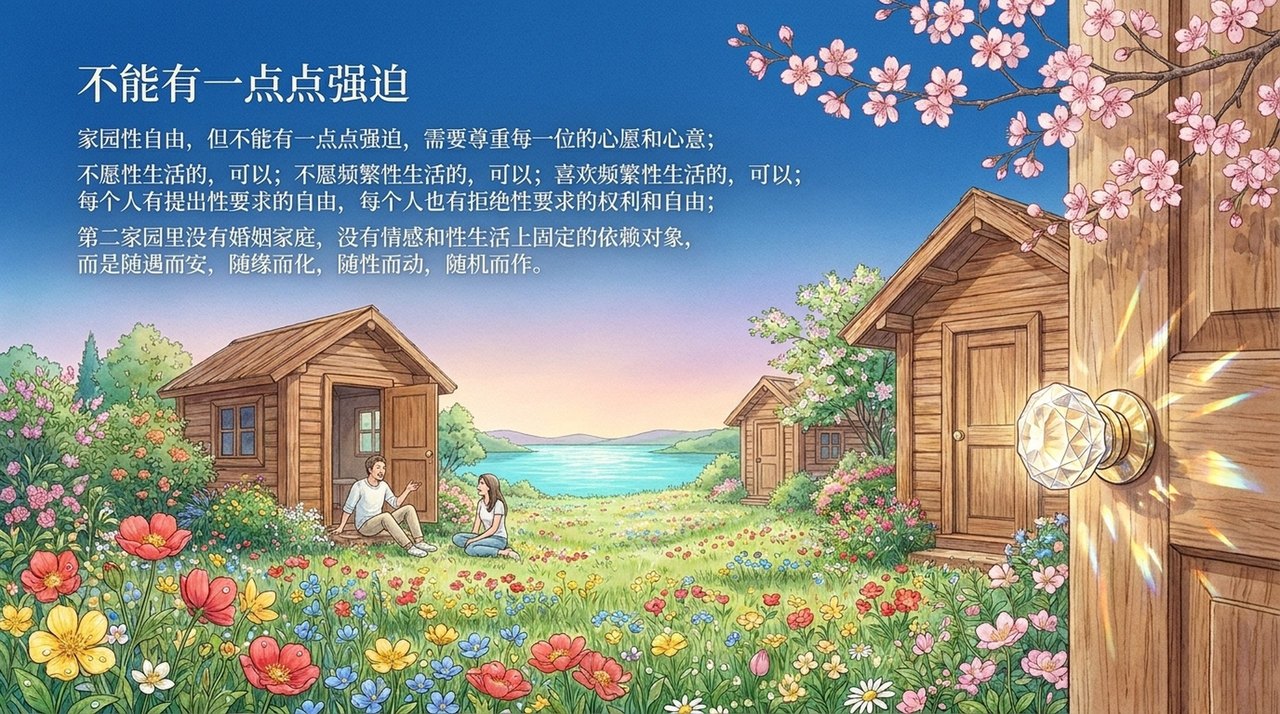 不能有一点点强迫
家园性自由，但不能有一点点强迫，需要尊重每一位的心愿和心意；
不愿性生活的，可以；不愿频繁性生活的，可以；喜欢频繁性生活的，可以；
每个人有提出性要求的自由，每个人也有拒绝性要求的权利和自由；
第二家园里没有婚姻家庭，没有情感和性生活上固定的依赖对象，
而是随遇而安，随缘而化，随性而动，随机而作。